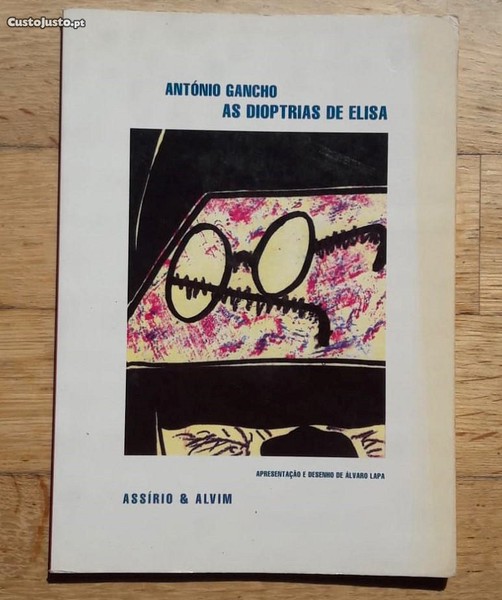 CustoJusto.pt
ANTÓNIO GANCHO
AS DIOPTRIAS DE ELISA
APRESENTAÇÃO E DESENHO DE ÁLVARO LAPA
ASSÍRIO & ALVIM